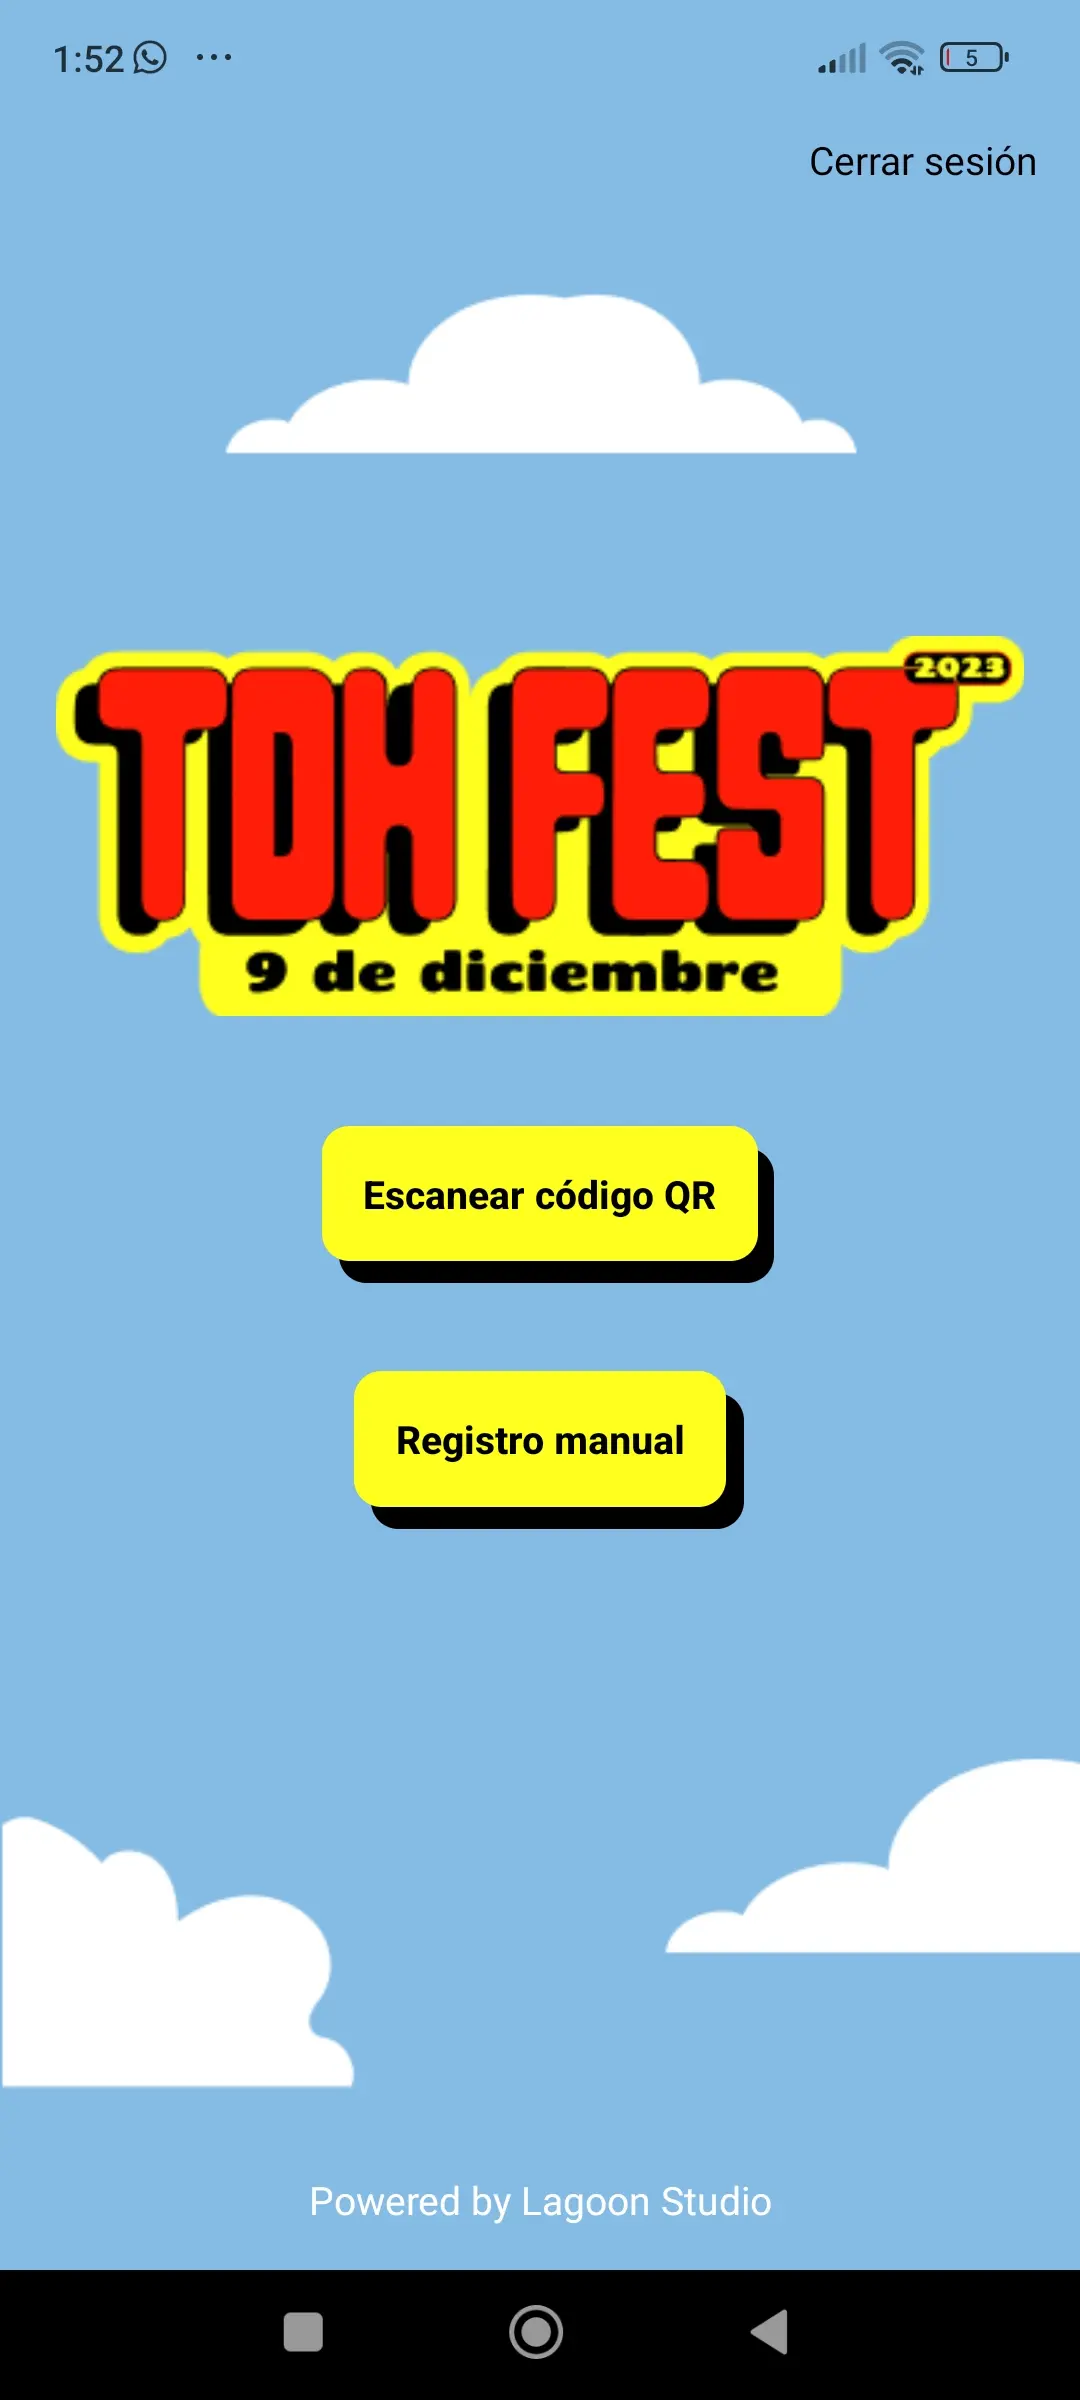 1:52
5
Cerrar sesión
TOH FEST 2023
9 de diciembre
Escanear código QR
Registro manual
Powered by Lagoon Studio